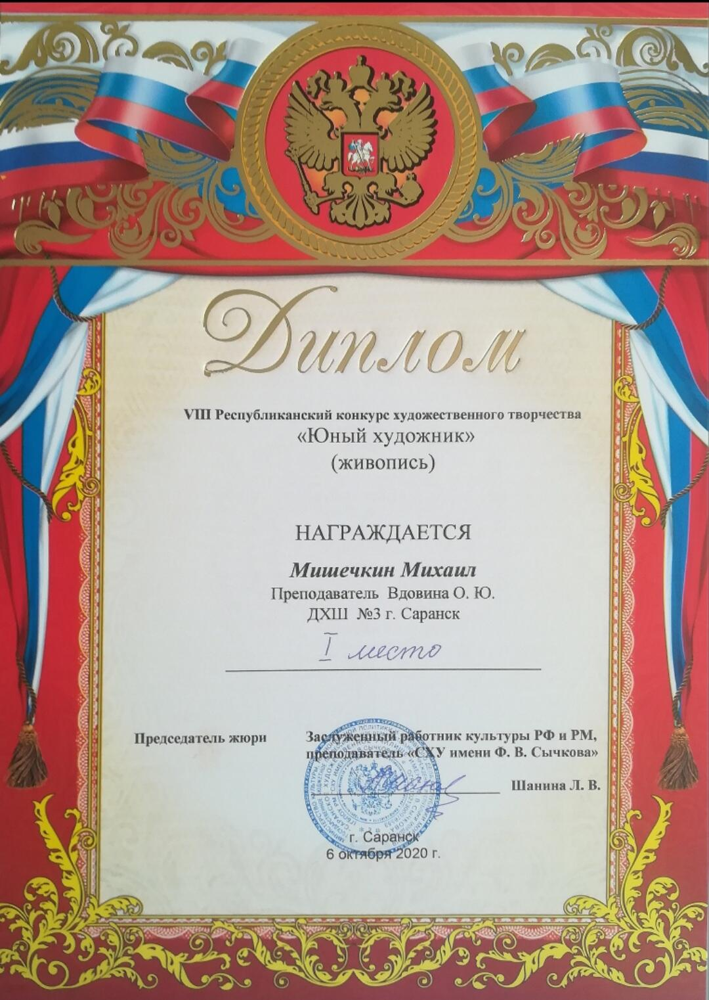 Диплом
VIII Республиканский конкурс художественного творчества
«Юный художник»
(живопись)
НАГРАЖДАЕТСЯ
Мишечкин Михаил
Преподаватель Вдовина О. Ю.
ДХШ №3 г. Саранск
I место
Председатель жюри
Заслуженный работник культуры РФ и РМ,
преподаватель «СХУ имени Ф. В. Сычкова»
Шанина Л. В.
г. Саранск
6 октября 2020 г.